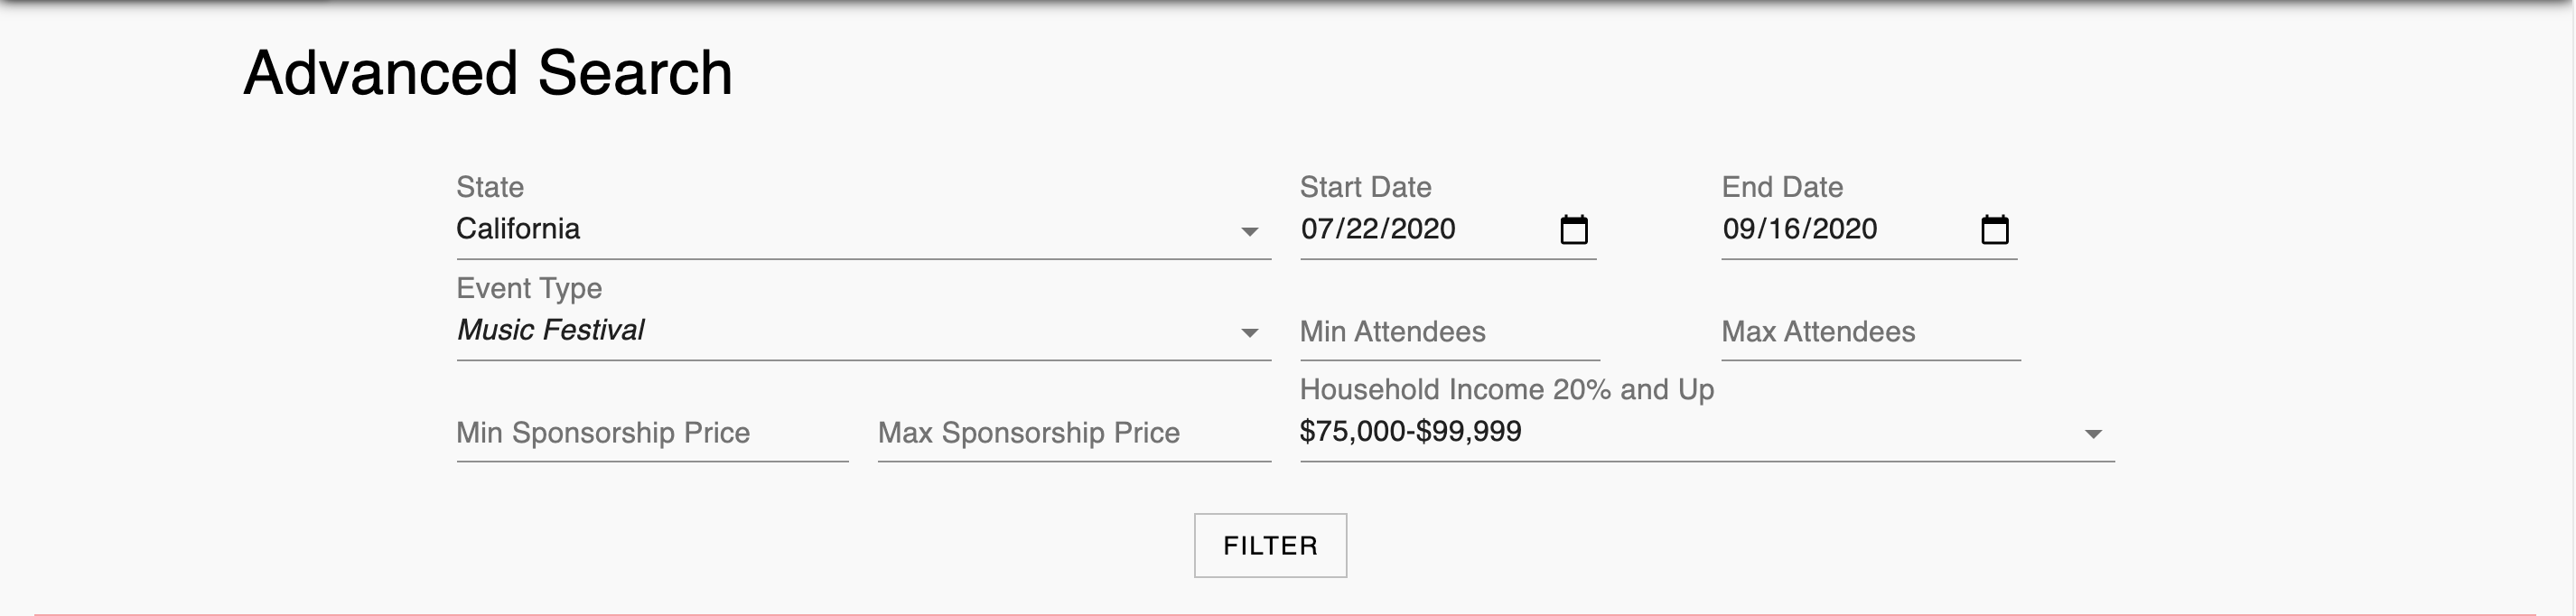 Advanced Search
State
California
Start Date
07/22/2020
End Date
09/16/2020
Event Type
Music Festival
Min Attendees
Max Attendees
Min Sponsorship Price
Max Sponsorship Price
Household Income 20% and Up
$75,000-$99,999
FILTER